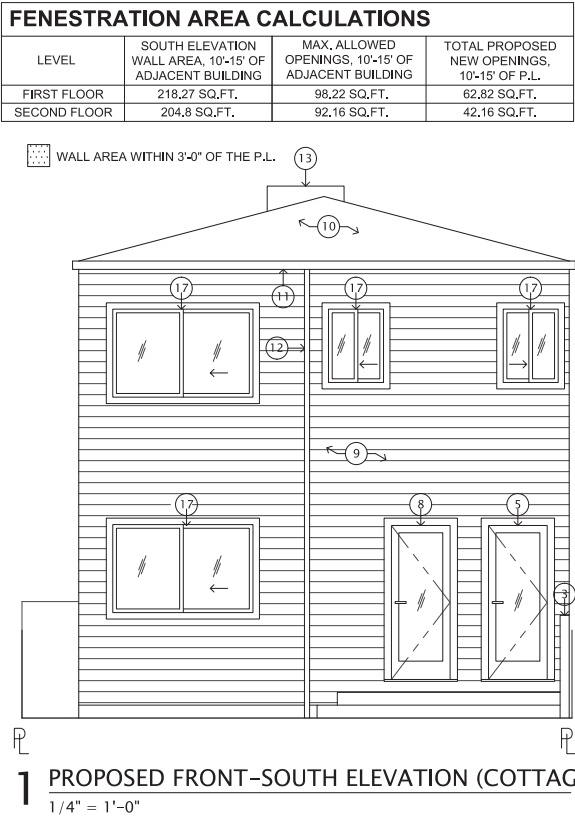 FENESTRATION AREA CALCULATIONS
LEVEL
SOUTH ELEVATION
WALL AREA, 10'-15' OF
ADJACENT BUILDING
MAX. ALLOWED
OPENINGS, 10'-15' OF
ADJACENT BUILDING
TOTAL PROPOSED
NEW OPENINGS,
10'-15' OF P.L.
FIRST FLOOR 218.27 SQ.FT. 98.22 SQ.FT. 62.82 SQ.FT.
SECOND FLOOR 204.8 SQ.FT. 92.16 SQ.FT. 42.16 SQ.FT.
WALL AREA WITHIN 3'-0" OF THE P.L.
13
10
17 17 17
11
12
9
17 8 5
3
PL PL
1 PROPOSED FRONT-SOUTH ELEVATION (COTTAG
1/4" = 1'-0"